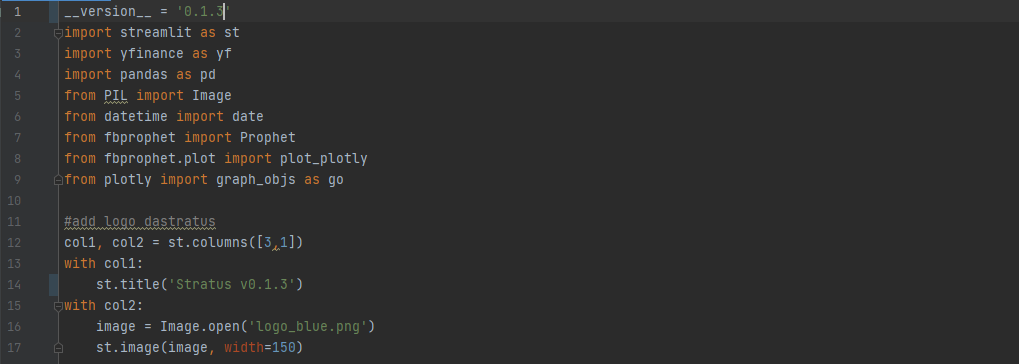 1 __version__ = '0.1.3'
2 import streamlit as st
3 import yfinance as yf
4 import pandas as pd
5 from PIL import Image
6 from datetime import date
7 from fbprophet import Prophet
8 from fbprophet.plot import plot_plotly
9 from plotly import graph_objs as go
10
11 #add logo dastratus
12 col1, col2 = st.columns([3,1])
13 with col1:
14     st.title('Stratus v0.1.3')
15 with col2:
16     image = Image.open('logo_blue.png')
17     st.image(image, width=150)